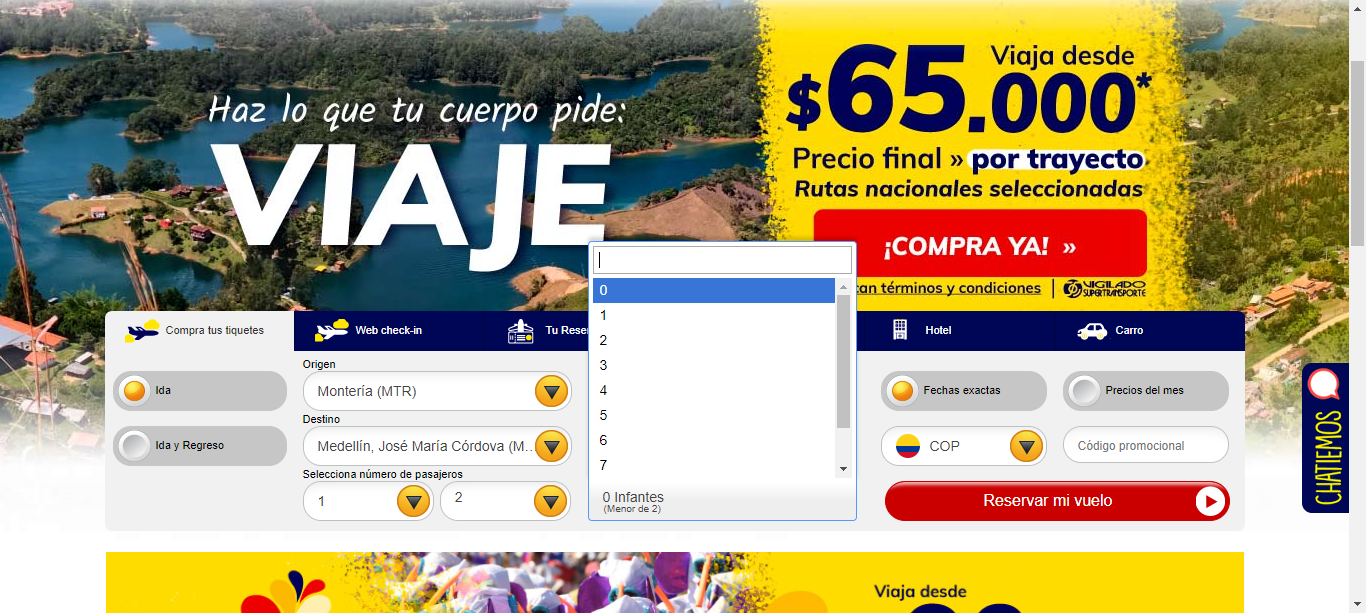 Haz lo que tu cuerpo pide:
VIAJE
Viaja desde
$65.000*
Precio final » por trayecto
Rutas nacionales seleccionadas
¡COMPRA YA! »
términos y condiciones
VIGILADO
SUPERTRANSPORTE
Compra tus tiquetes
Web check-in
Tu Rese
Hotel
Carro
Ida
Ida y Regreso
Origen
Montería (MTR)
Destino
Medellín, José María Córdova (M...
Selecciona número de pasajeros
1
2
0
1
2
3
4
5
6
7
0 Infantes
(Menor de 2)
Fechas exactas
Precios del mes
COP
Código promocional
Reservar mi vuelo
CHATIEMOS
Viaja desde